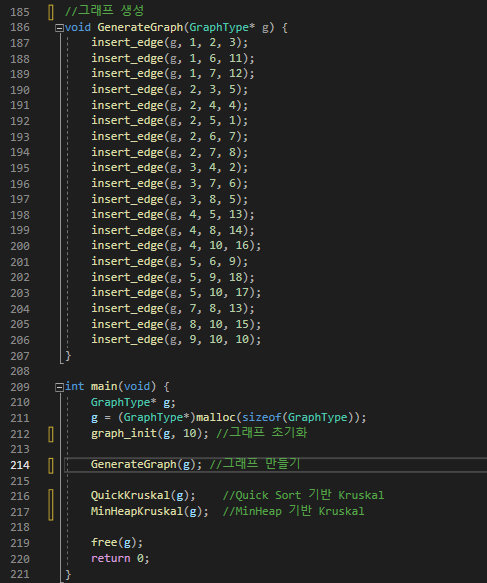 185 //그래프 생성
186 void GenerateGraph(GraphType* g) {
187 insert_edge(g, 1, 2, 3);
188 insert_edge(g, 1, 6, 11);
189 insert_edge(g, 1, 7, 12);
190 insert_edge(g, 2, 3, 5);
191 insert_edge(g, 2, 4, 4);
192 insert_edge(g, 2, 5, 1);
193 insert_edge(g, 2, 6, 7);
194 insert_edge(g, 2, 7, 8);
195 insert_edge(g, 3, 4, 2);
196 insert_edge(g, 3, 7, 6);
197 insert_edge(g, 3, 8, 5);
198 insert_edge(g, 4, 5, 13);
199 insert_edge(g, 4, 8, 14);
200 insert_edge(g, 4, 10, 16);
201 insert_edge(g, 5, 6, 9);
202 insert_edge(g, 5, 9, 18);
203 insert_edge(g, 5, 10, 17);
204 insert_edge(g, 7, 8, 13);
205 insert_edge(g, 8, 10, 15);
206 insert_edge(g, 9, 10, 10);
207 }
208
209 int main(void) {
210 GraphType* g;
211 g = (GraphType*)malloc(sizeof(GraphType));
212 graph_init(g, 10); //그래프 초기화
213
214 GenerateGraph(g); //그래프 만들기
215
216 QuickKruskal(g); //Quick Sort 기반 Kruskal
217 MinHeapKruskal(g); //MinHeap 기반 Kruskal
218
219 free(g);
220 return 0;
221 }